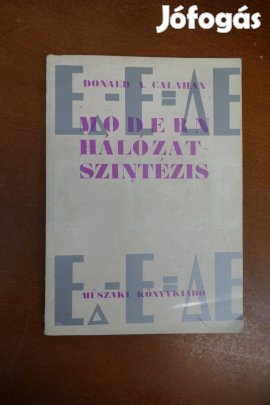 Jófogás
E△-E=△E
DONALD A. CALAHAN
MODERN
HÁLÓZAT-
SZINTÉZIS
E△-E=△E
MŰSZAKI KÖNYVKIADÓ